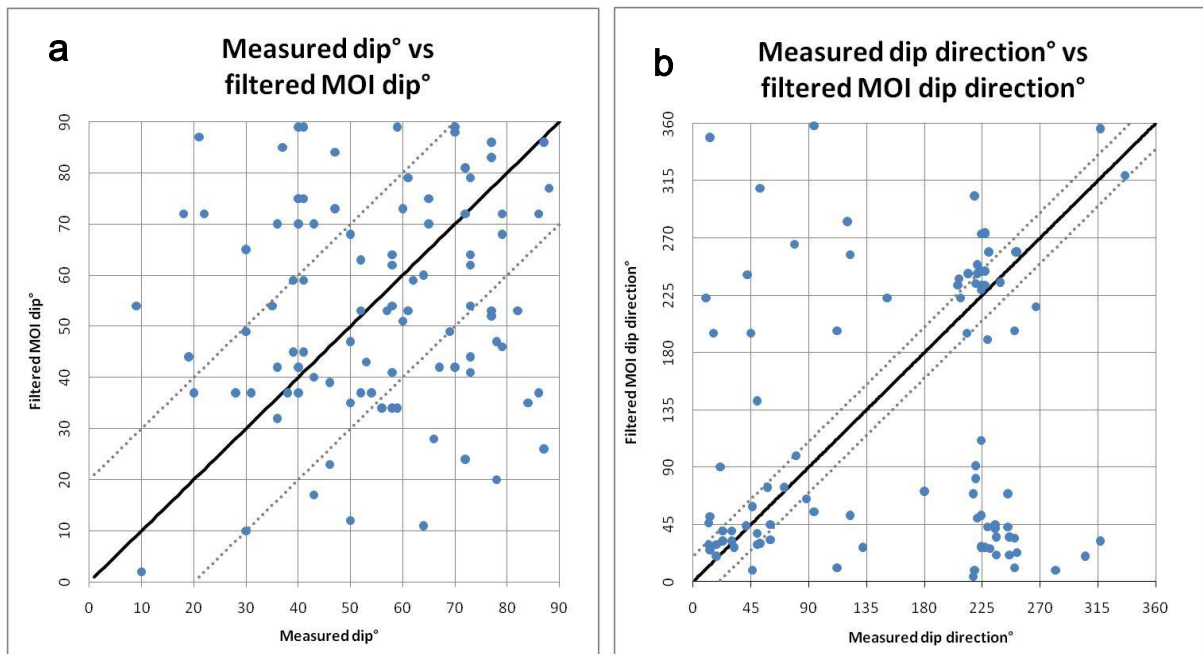 a
Measured dip° vs
filtered MOI dip°
Filtered MOI dip°
90
80
70
60
50
40
30
20
10
0
0 10 20 30 40 50 60 70 80 90
Measured dip°
b
Measured dip direction° vs
filtered MOI dip direction°
Filtered MOI dip direction°
360
315
270
225
180
135
90
45
0
0 45 90 135 180 225 270 315 360
Measured dip direction°